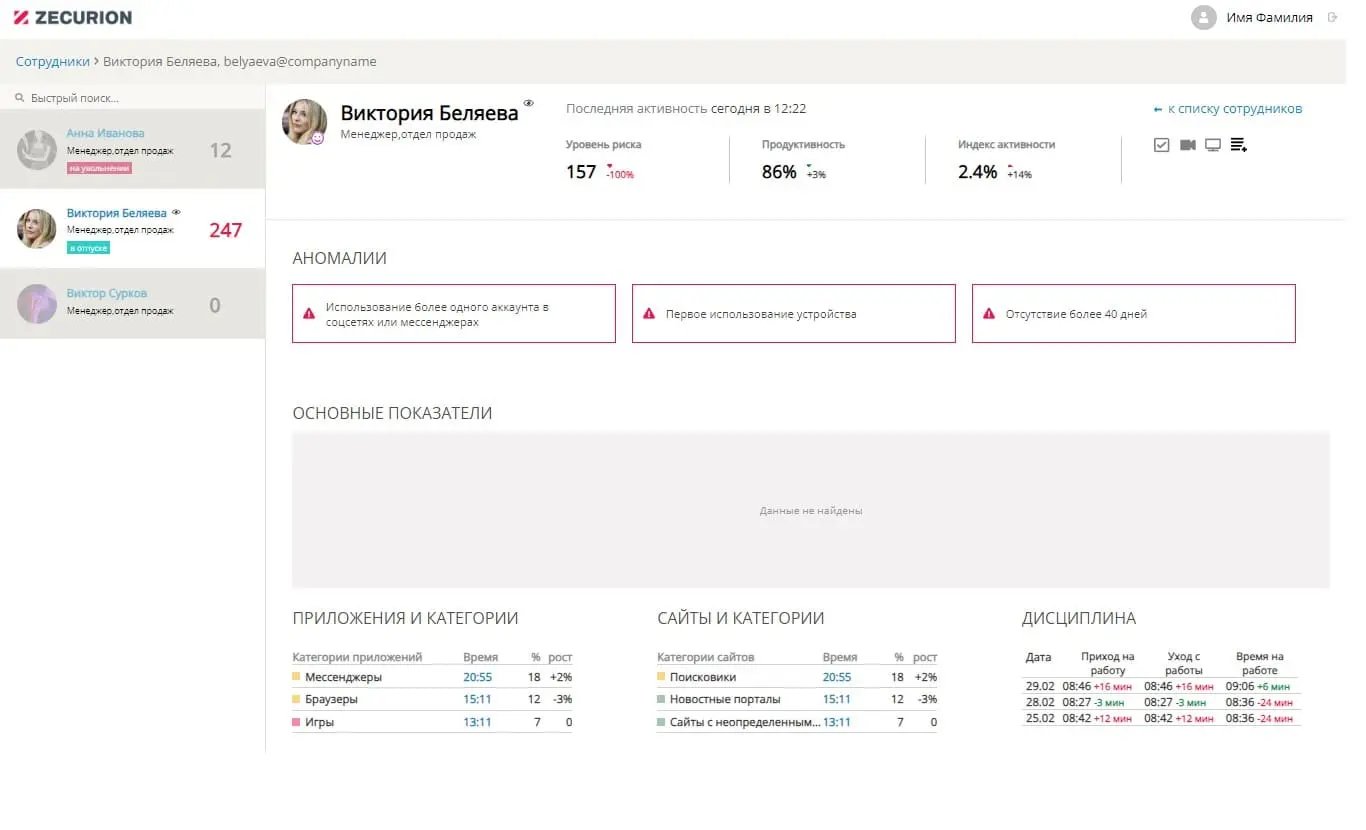 ZECURION
Имя Фамилия
Сотрудники > Виктория Беляева, belyaeva@companyname
Быстрый поиск...
Анна Иванова
Менеджер,отдел продаж
12
на увольнении
Виктория Беляева
Менеджер,отдел продаж
247
в отпуске
Виктор Сурков
Менеджер,отдел продаж
0
Виктория Беляева
Менеджер,отдел продаж
Последняя активность сегодня в 12:22
← к списку сотрудников
Уровень риска
157 -100%
Продуктивность
86% +3%
Индекс активности
2.4% +14%
АНОМАЛИИ
Использование более одного аккаунта в
соцсетях или мессенджерах
Первое использование устройства
Отсутствие более 40 дней
ОСНОВНЫЕ ПОКАЗАТЕЛИ
Данные не найдены
ПРИЛОЖЕНИЯ И КАТЕГОРИИ
Категории приложений Время % рост
Мессенджеры 20:55 18 +2%
Браузеры 15:11 12 -3%
Игры 13:11 7 0
САЙТЫ И КАТЕГОРИИ
Категории сайтов Время % рост
Поисковики 20:55 18 +2%
Новостные порталы 15:11 12 -3%
Сайты с неопределенным... 13:11 7 0
ДИСЦИПЛИНА
Дата Приход на Уход с Время на
работу работы работе
29.02 08:46 +16 мин 08:46 +16 мин 09:06 +6 мин
28.02 08:27 -3 мин 08:27 -3 мин 08:36 -24 мин
25.02 08:42 +12 мин 08:42 +12 мин 08:36 -24 мин